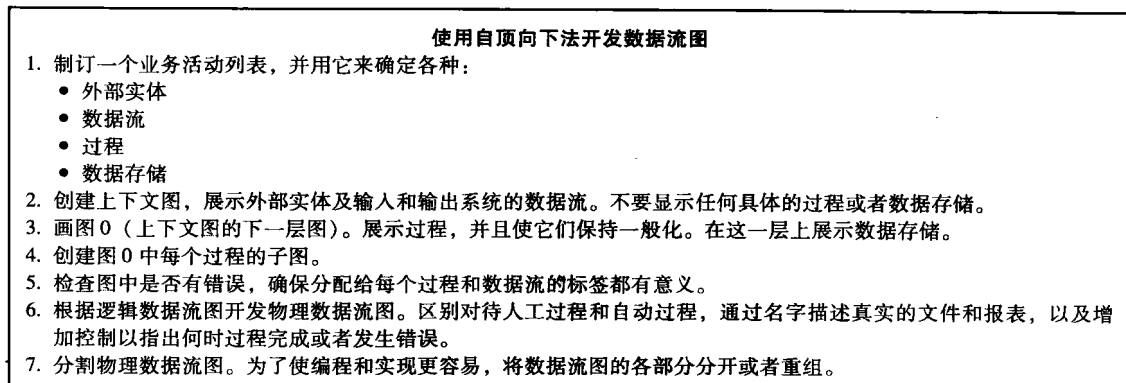 使用自顶向下法开发数据流图
1. 制订一个业务活动列表，并用它来确定各种：
● 外部实体
● 数据流
● 过程
● 数据存储
2. 创建上下文图，展示外部实体及输入和输出系统的数据流。不要显示任何具体的过程或者数据存储。
3. 画图0（上下文图的下一层图）。展示过程，并且使它们保持一般化。在这一层上展示数据存储。
4. 创建图0中每个过程的子图。
5. 检查图中是否有错误，确保分配给每个过程和数据流的标签都有意义。
6. 根据逻辑数据流图开发物理数据流图。区别对待人工过程和自动过程，通过名字描述真实的文件和报表，以及增
加控制以指出何时过程完成或者发生错误。
7. 分割物理数据流图。为了使编程和实现更容易，将数据流图的各部分分开或者重组。